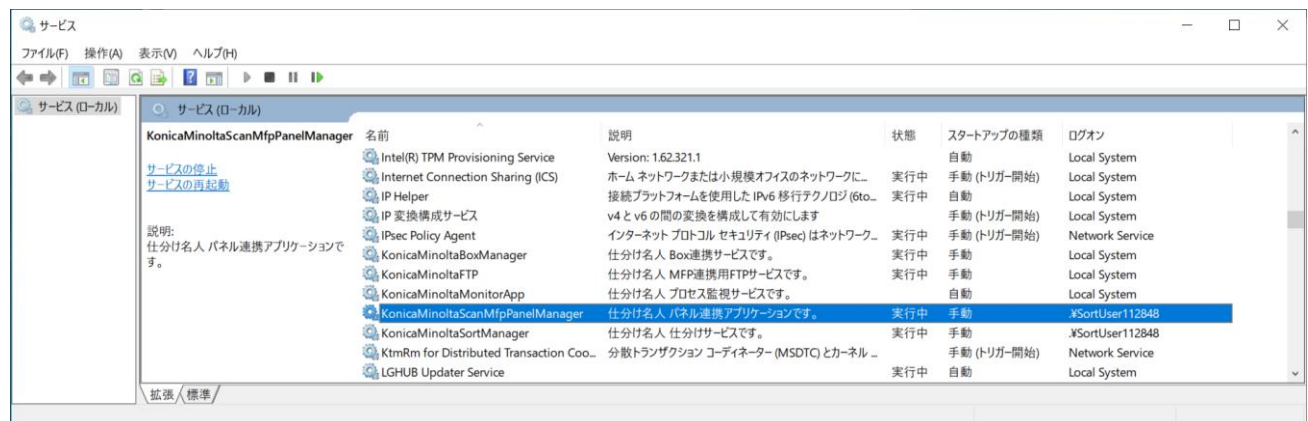 サービス
ファイル(F) 操作(A) 表示(V) ヘルプ(H)
サービス (ローカル)
サービス (ローカル)
KonicaMinoltaScanMfpPanelManager
サービスの停止
サービスの再起動
説明:
仕分け名人 パネル連携アプリケーションで
す。
名前 説明 状態 スタートアップの種類 ログオン
Intel(R) TPM Provisioning Service Version: 1.62.321.1 自動 Local System
Internet Connection Sharing (ICS) ホーム ネットワークまたは小規模オフィスのネットワークに... 実行中 手動 (トリガー開始) Local System
IP Helper 接続プラットフォームを使用した IPv6 移行テクノロジ (6to... 実行中 自動 Local System
IP 変換構成サービス v4 と v6 の間の変換を構成して有効にします 手動 (トリガー開始) Local System
IPsec Policy Agent インターネット プロトコル セキュリティ (IPsec) はネットワーク... 実行中 手動 (トリガー開始) Network Service
KonicaMinoltaBoxManager 仕分け名人 Box連携サービスです。 実行中 手動 Local System
KonicaMinoltaFTP 仕分け名人 MFP連携用FTPサービスです。 実行中 手動 Local System
KonicaMinoltaMonitorApp 仕分け名人 プロセス監視サービスです。 自動 Local System
KonicaMinoltaScanMfpPanelManager 仕分け名人 パネル連携アプリケーションです。 実行中 手動 .¥SortUser112848
KonicaMinoltaSortManager 仕分け名人 仕分けサービスです。 実行中 手動 .¥SortUser112848
KtmRm for Distributed Transaction Coo... 分散トランザクション コーディネーター (MSDTC) とカーネル ... 手動 (トリガー開始) Network Service
LGHUB Updater Service 実行中 自動 Local System
拡張 標準